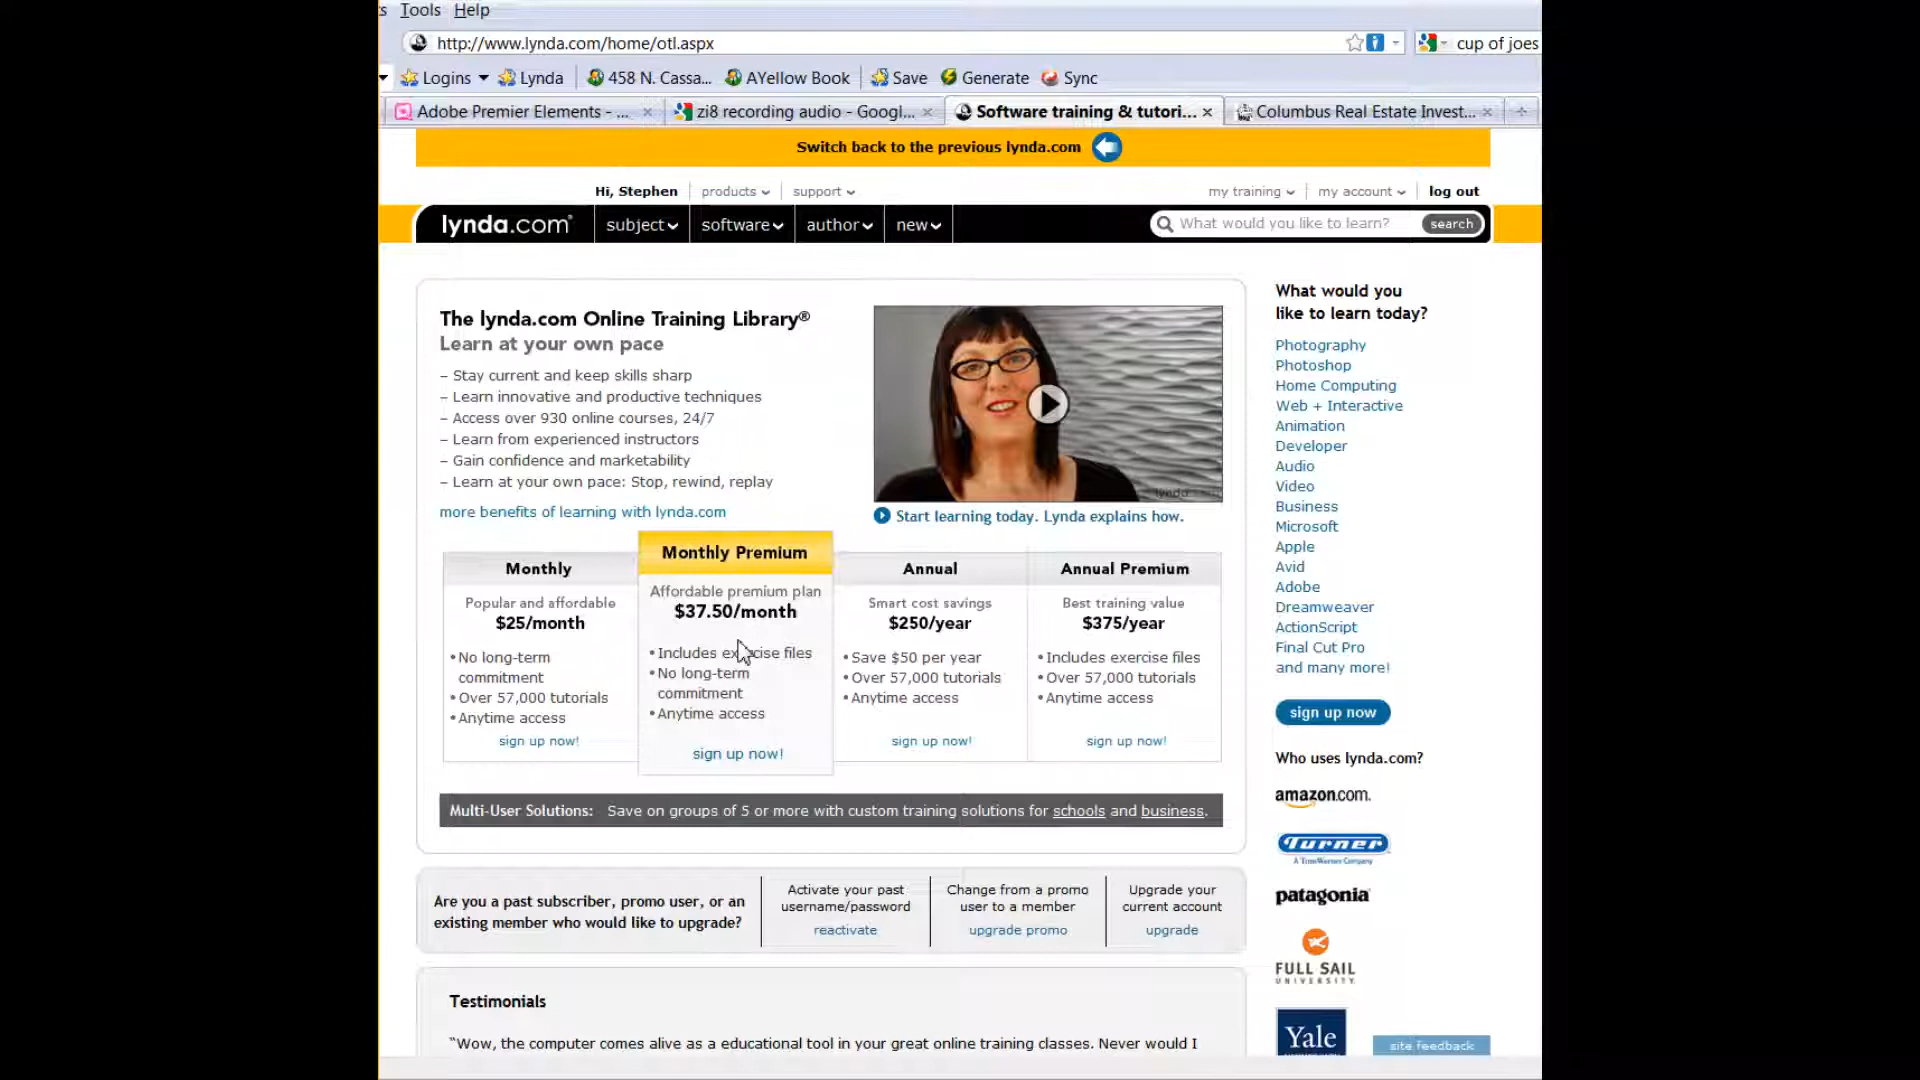 Tools Help
http://www.lynda.com/home/otl.aspx
cup of joes
Logins Lynda 458 N. Cassa... AYellow Book Save Generate Sync
Adobe Premier Elements - ... zi8 recording audio - Googl... Software training & tutori... Columbus Real Estate Invest...
Switch back to the previous lynda.com
Hi, Stephen products support my training my account log out
lynda.com® subject software author new What would you like to learn? search
The lynda.com Online Training Library®
Learn at your own pace
– Stay current and keep skills sharp
– Learn innovative and productive techniques
– Access over 930 online courses, 24/7
– Learn from experienced instructors
– Gain confidence and marketability
– Learn at your own pace: Stop, rewind, replay
more benefits of learning with lynda.com
Start learning today. Lynda explains how.
Monthly
Popular and affordable
$25/month
• No long-term
commitment
• Over 57,000 tutorials
• Anytime access
sign up now!
Monthly Premium
Affordable premium plan
$37.50/month
• Includes exercise files
• No long-term
commitment
• Anytime access
sign up now!
Annual
Smart cost savings
$250/year
• Save $50 per year
• Over 57,000 tutorials
• Anytime access
sign up now!
Annual Premium
Best training value
$375/year
• Includes exercise files
• Over 57,000 tutorials
• Anytime access
sign up now!
Multi-User Solutions: Save on groups of 5 or more with custom training solutions for schools and business.
Are you a past subscriber, promo user, or an
existing member who would like to upgrade?
Activate your past
username/password
reactivate
Change from a promo
user to a member
upgrade promo
Upgrade your
current account
upgrade
Testimonials
“Wow, the computer comes alive as a educational tool in your great online training classes. Never would I
What would you
like to learn today?
Photography
Photoshop
Home Computing
Web + Interactive
Animation
Developer
Audio
Video
Business
Microsoft
Apple
Avid
Adobe
Dreamweaver
ActionScript
Final Cut Pro
and many more!
sign up now
Who uses lynda.com?
amazon.com.
Turner
A TimeWarner Company
patagonia
FULL SAIL
UNIVERSITY.
Yale
site feedback